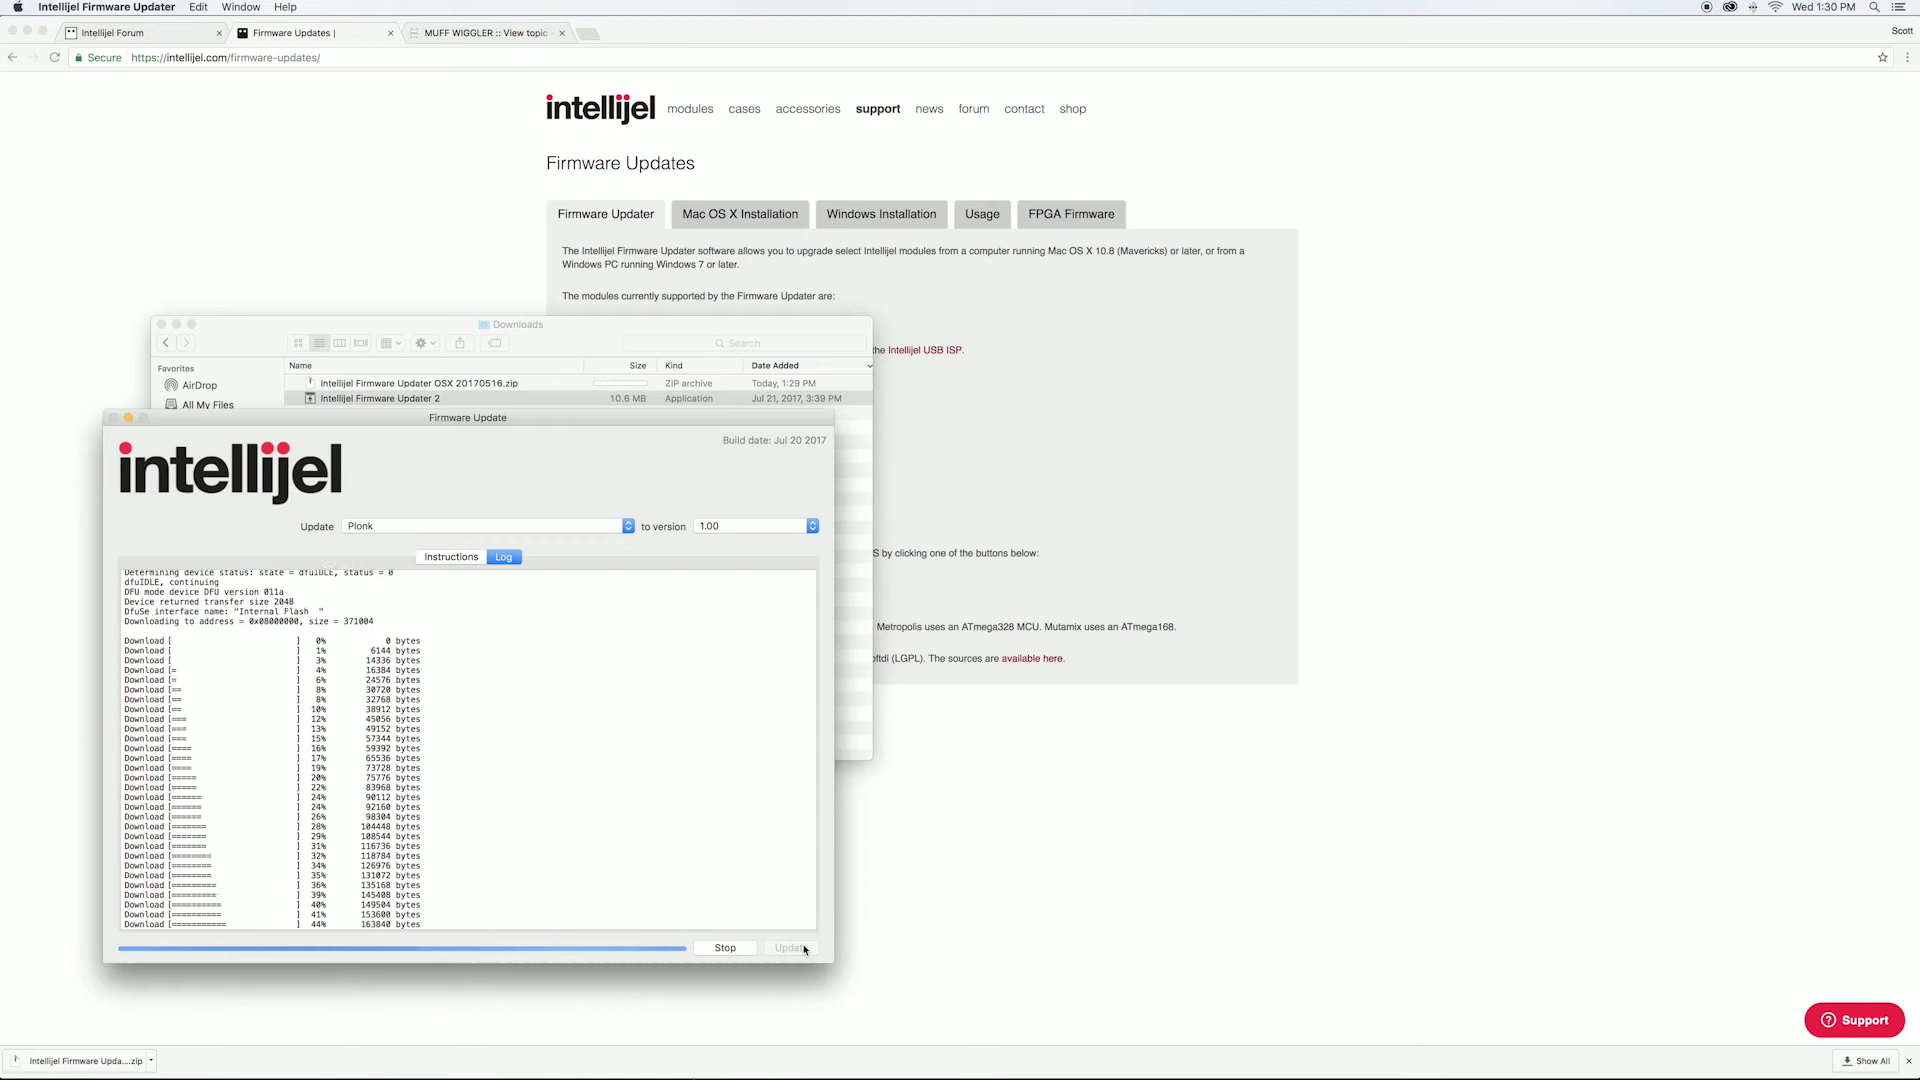 Intellijel Firmware Updater Edit Window Help Wed 1:30 PM
Intellijel Forum Firmware Updates | MUFF WIGGLER :: View topic - Scott
Secure https://intellijel.com/firmware-updates/
intellijel modules cases accessories support news forum contact shop
Firmware Updates
Firmware Updater Mac OS X Installation Windows Installation Usage FPGA Firmware
The Intellijel Firmware Updater software allows you to upgrade select Intellijel modules from a computer running Mac OS X 10.8 (Mavericks) or later, or from a
Windows PC running Windows 7 or later.
The modules currently supported by the Firmware Updater are:
the Intellijel USB ISP.
S by clicking one of the buttons below:
Metropolis uses an ATmega328 MCU. Mutamix uses an ATmega168.
oftdi (LGPL). The sources are available here.
Downloads
Search
Favorites
AirDrop
All My Files
Name Size Kind Date Added
Intellijel Firmware Updater OSX 20170516.zip ZIP archive Today, 1:29 PM
Intellijel Firmware Updater 2 10.6 MB Application Jul 21, 2017, 3:39 PM
Firmware Update
Build date: Jul 20 2017
intellijel
Update Plonk to version 1.00
Instructions Log
Determining device status: state = dfuIDLE, status = 0
dfuIDLE, continuing
DFU mode device DFU version 011a
Device returned transfer size 2048
DfuSe interface name: "Internal Flash  "
Downloading to address = 0x08000000, size = 371004
Download [ ] 0% 0 bytes
Download [ ] 1% 6144 bytes
Download [ ] 3% 14336 bytes
Download [= ] 4% 16384 bytes
Download [= ] 6% 24576 bytes
Download [== ] 8% 30720 bytes
Download [== ] 8% 32768 bytes
Download [== ] 10% 38912 bytes
Download [=== ] 12% 45056 bytes
Download [=== ] 13% 49152 bytes
Download [=== ] 15% 57344 bytes
Download [==== ] 16% 59392 bytes
Download [==== ] 17% 65536 bytes
Download [==== ] 19% 73728 bytes
Download [===== ] 20% 75776 bytes
Download [===== ] 22% 83968 bytes
Download [====== ] 24% 90112 bytes
Download [====== ] 24% 92160 bytes
Download [====== ] 26% 98304 bytes
Download [======= ] 28% 104448 bytes
Download [======= ] 29% 108544 bytes
Download [======= ] 31% 116736 bytes
Download [======== ] 32% 118784 bytes
Download [======== ] 34% 126976 bytes
Download [======== ] 35% 131072 bytes
Download [========= ] 36% 135168 bytes
Download [========= ] 39% 145408 bytes
Download [========== ] 40% 149504 bytes
Download [========== ] 41% 153600 bytes
Download [=========== ] 44% 163840 bytes
Stop Update
Support
Intellijel Firmware Upda....zip Show All